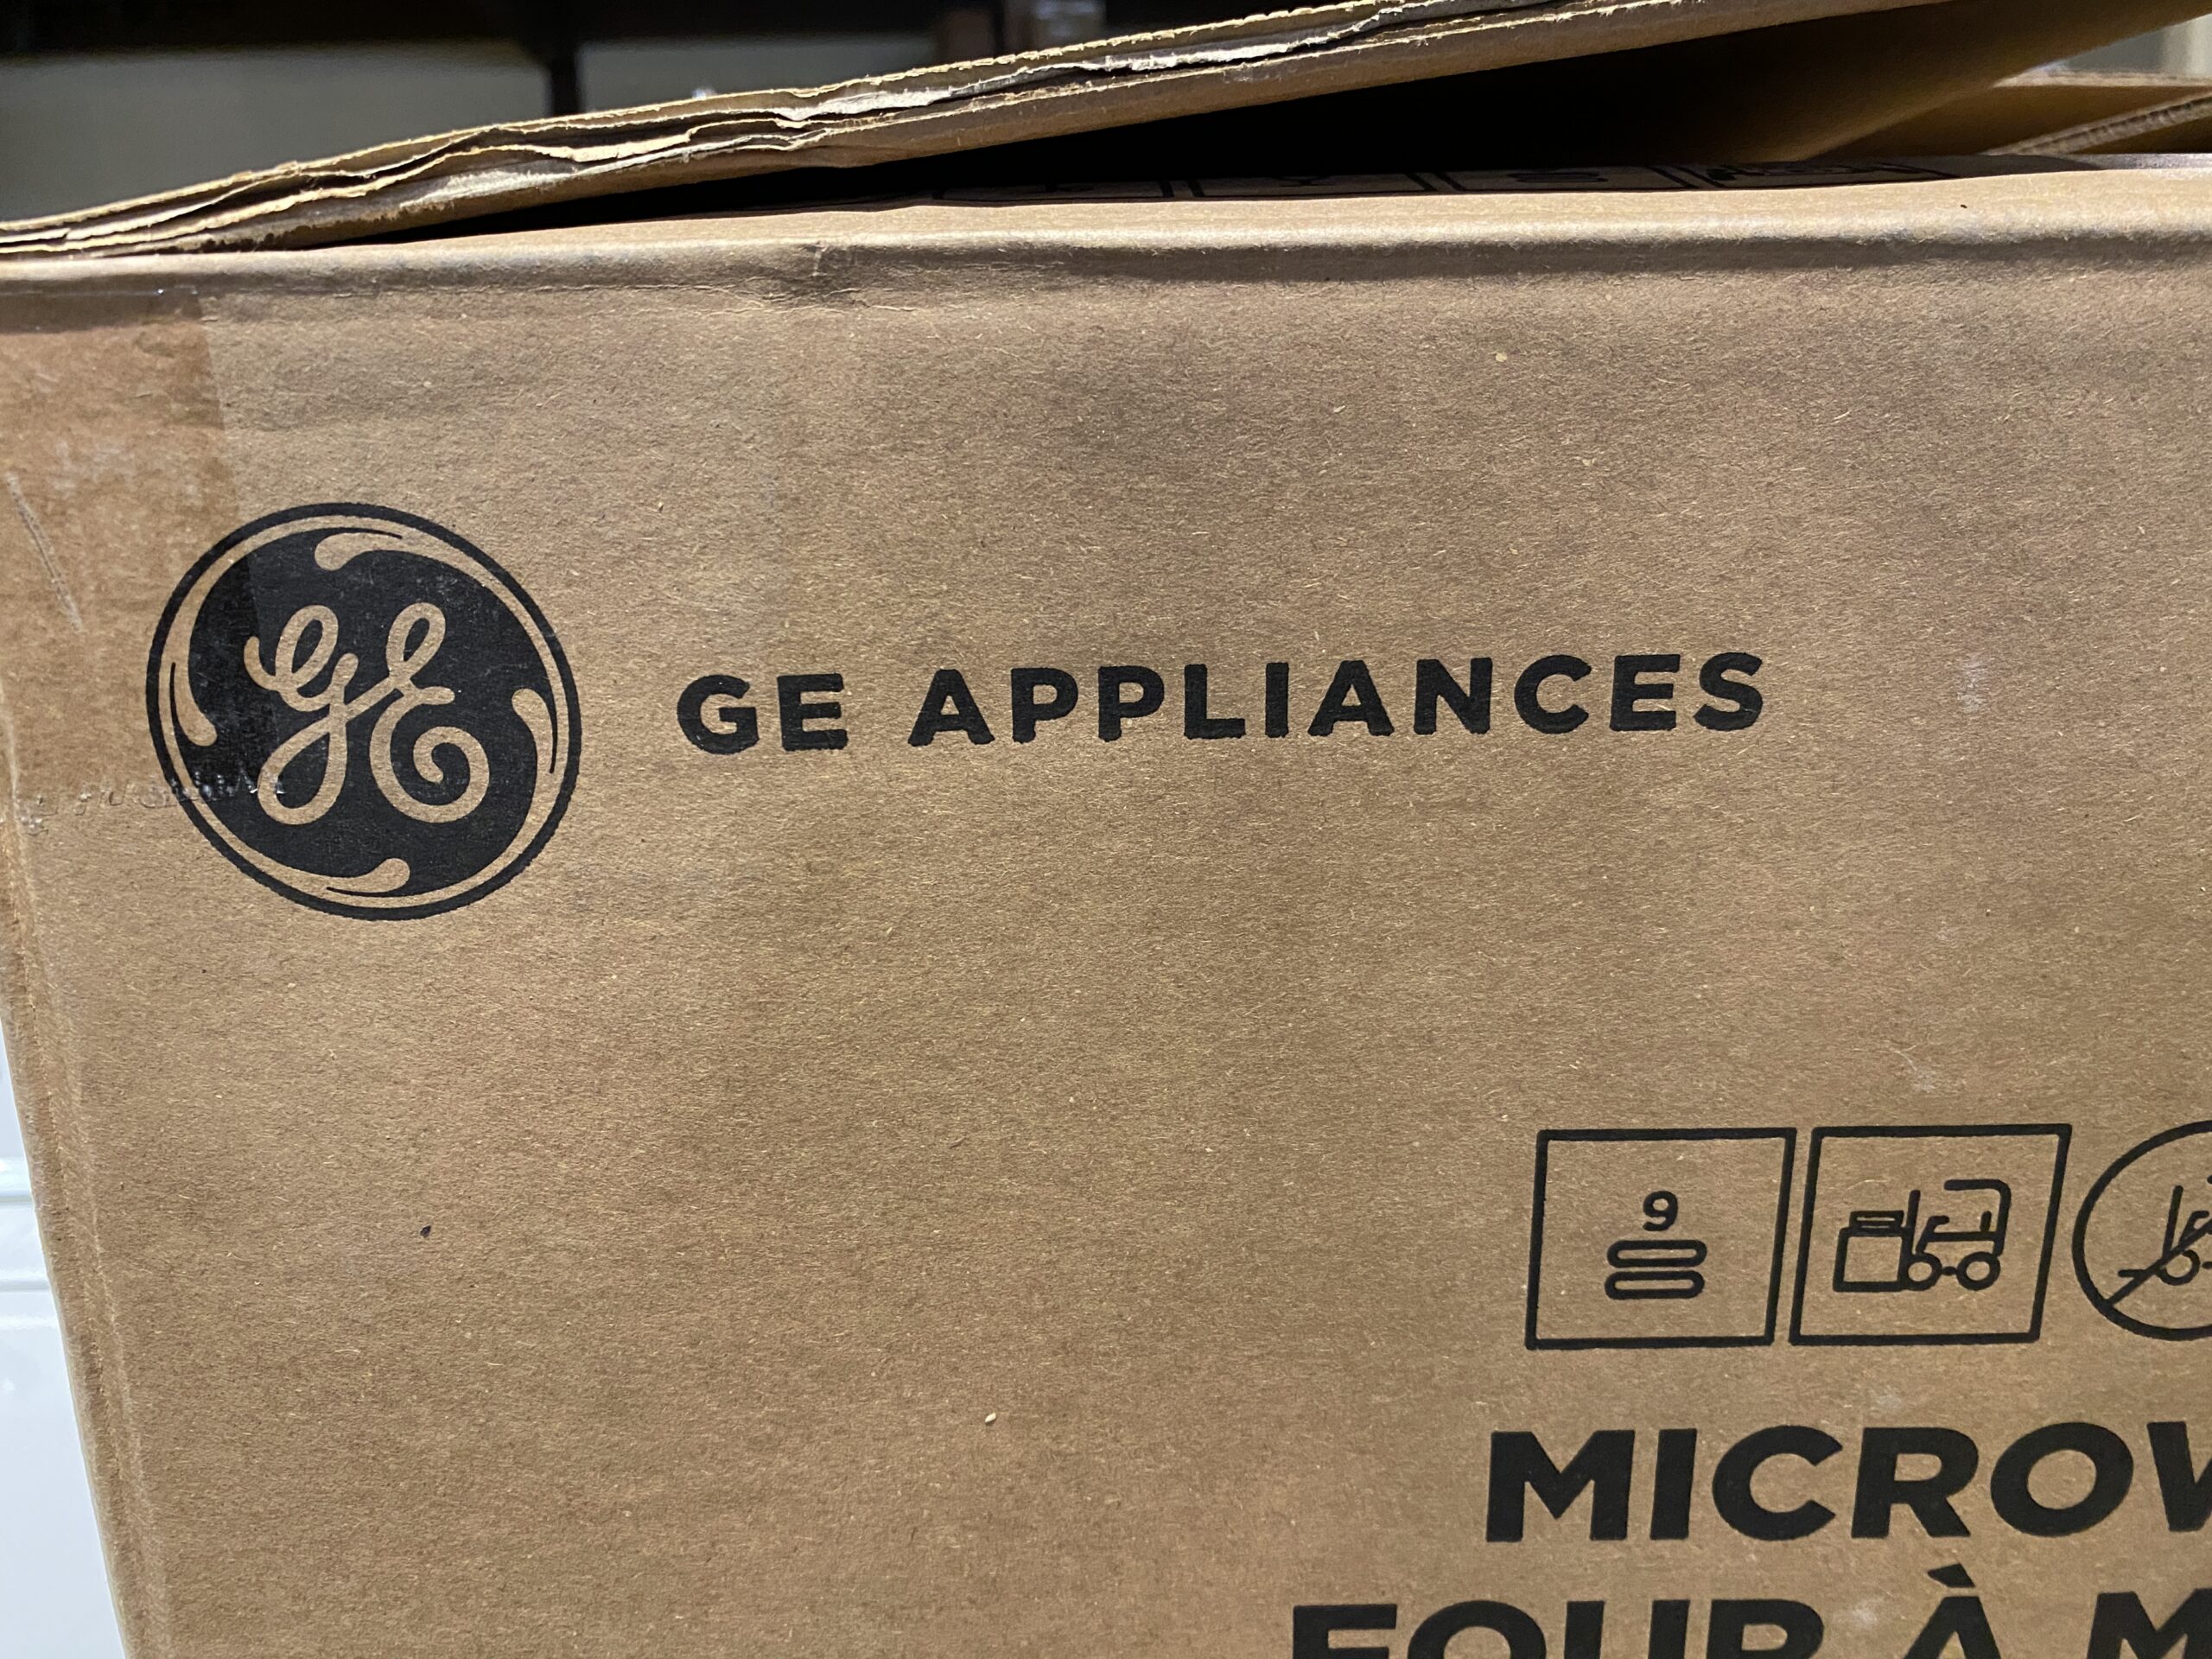 GE
GE APPLIANCES
9
MICROW
FOUR À M